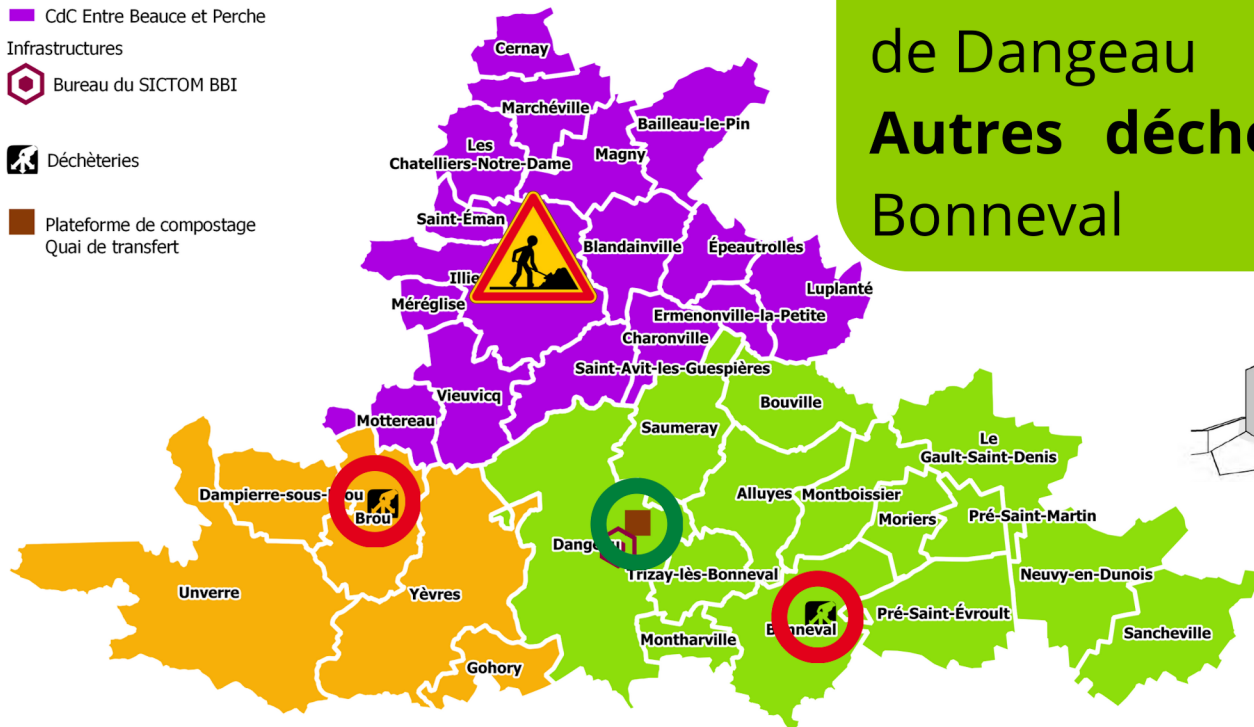 CdC Entre Beauce et Perche
Infrastructures
Bureau du SICTOM BBI
Déchèteries
Plateforme de compostage
Quai de transfert
de Dangeau
Autres
Bonneval
Cernay
Marchéville
Bailleau-le-Pin
Les
Chatelliers-Notre-Dame
Magny
Saint-Éman
Blandainville
Épeautrolles
Luplanté
Méréglise
Ermenonville-la-Petite
Charonville
Saint-Avit-les-Guespières
Vieuvicq
Mottereau
Bouville
Saumeray
Le
Gault-Saint-Denis
Dampierre-sous-Brou
Brou
Alluyes
Montboissier
Moriers
Pré-Saint-Martin
Dangeau
Trizay-lès-Bonneval
Neuvy-en-Dunois
Unverre
Yèvres
Pré-Saint-Évroult
Bonneval
Montharville
Sancheville
Gohory